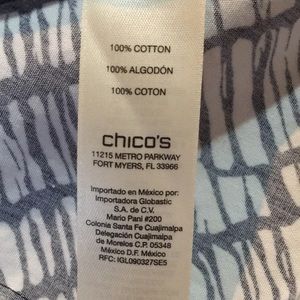 100% COTTON
100% ALGODÓN
100% COTON
chico's
11215 METRO PARKWAY
FORT MYERS, FL 33966
Importado en México por:
Importadora Globastic
S.A. de C.V.
Mario Pani #200
Colonia Santa Fe Cuajimalpa
Delegación Cuajimalpa
de Morelos C.P. 05348
México D.F. México
RFC: IGL090327SE5